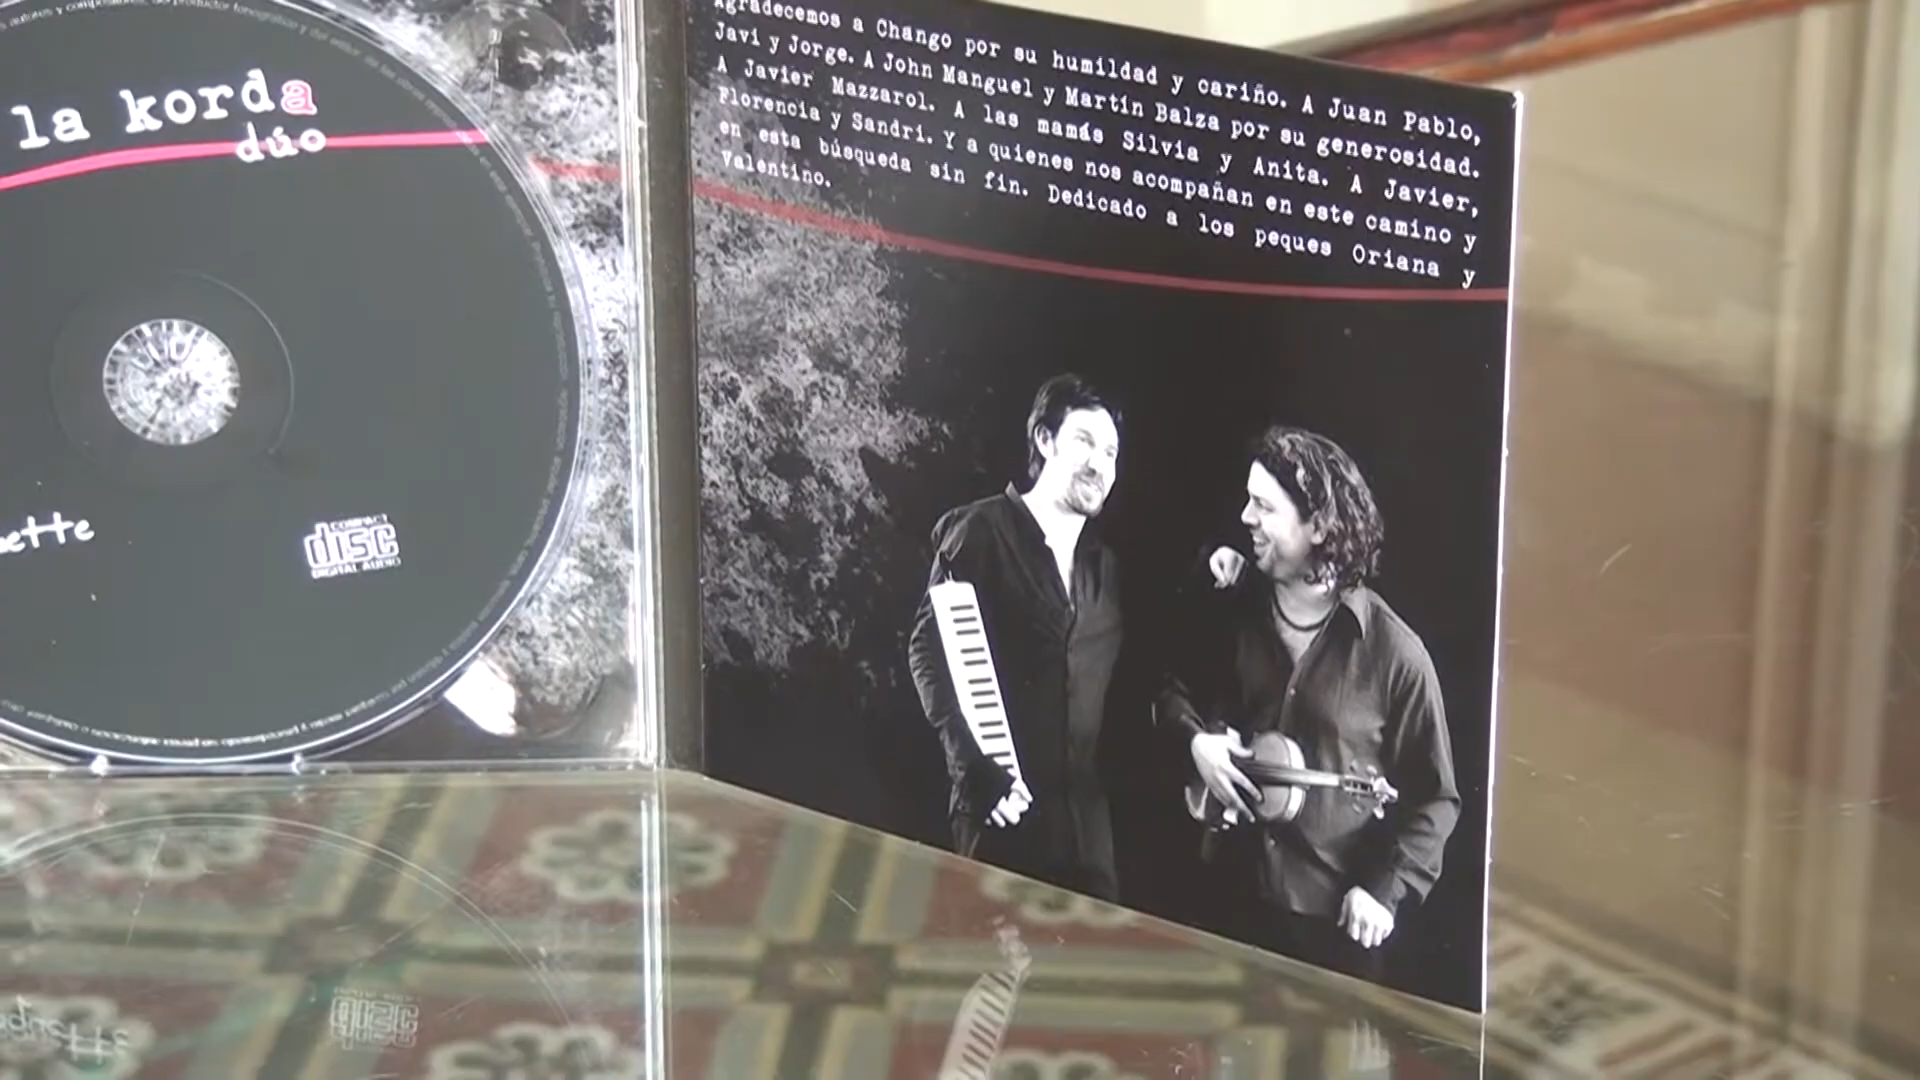 la korda
dúo
COMPACT
disc
DIGITAL AUDIO
Agradecemos a Chango por su humildad y cariño. A Juan Pablo,
Javi y Jorge. A John Manguel y Martín Balza por su generosidad.
A Javier Mazzarol. A las mamás Silvia y Anita. A Javier,
Florencia y Sandri. Y a quienes nos acompañan en este camino y
en esta búsqueda sin fin. Dedicado a los peques Oriana y
Valentino.